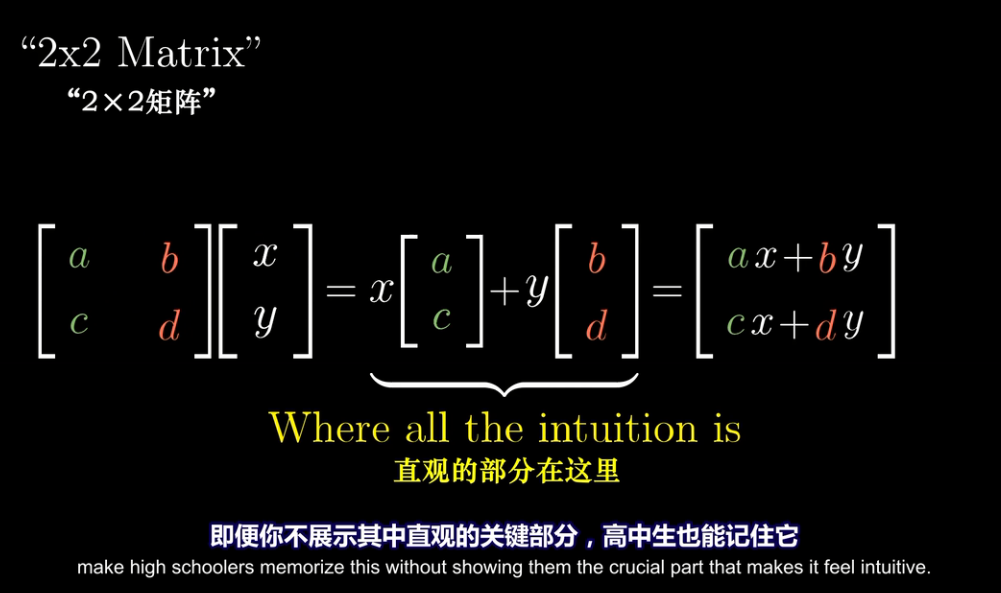 “2x2 Matrix”
“2×2矩阵”
[a b; c d][x; y] = x[a; c]+y[b; d] = [ax+by; cx+dy]
Where all the intuition is
直观的部分在这里
即便你不展示其中直观的关键部分，高中生也能记住它
make high schoolers memorize this without showing them the crucial part that makes it feel intuitive.